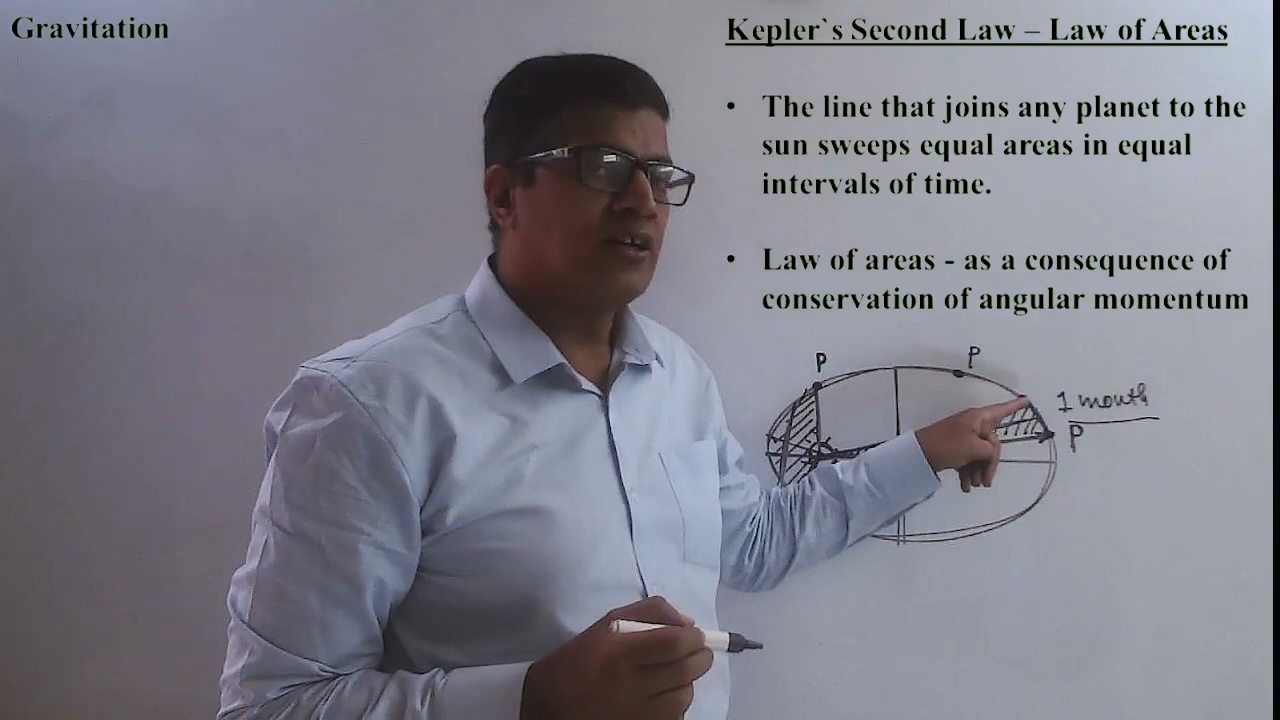 Gravitation
Kepler`s Second Law – Law of Areas
• The line that joins any planet to the
sun sweeps equal areas in equal
intervals of time.
• Law of areas - as a consequence of
conservation of angular momentum
P
P
1 month
P